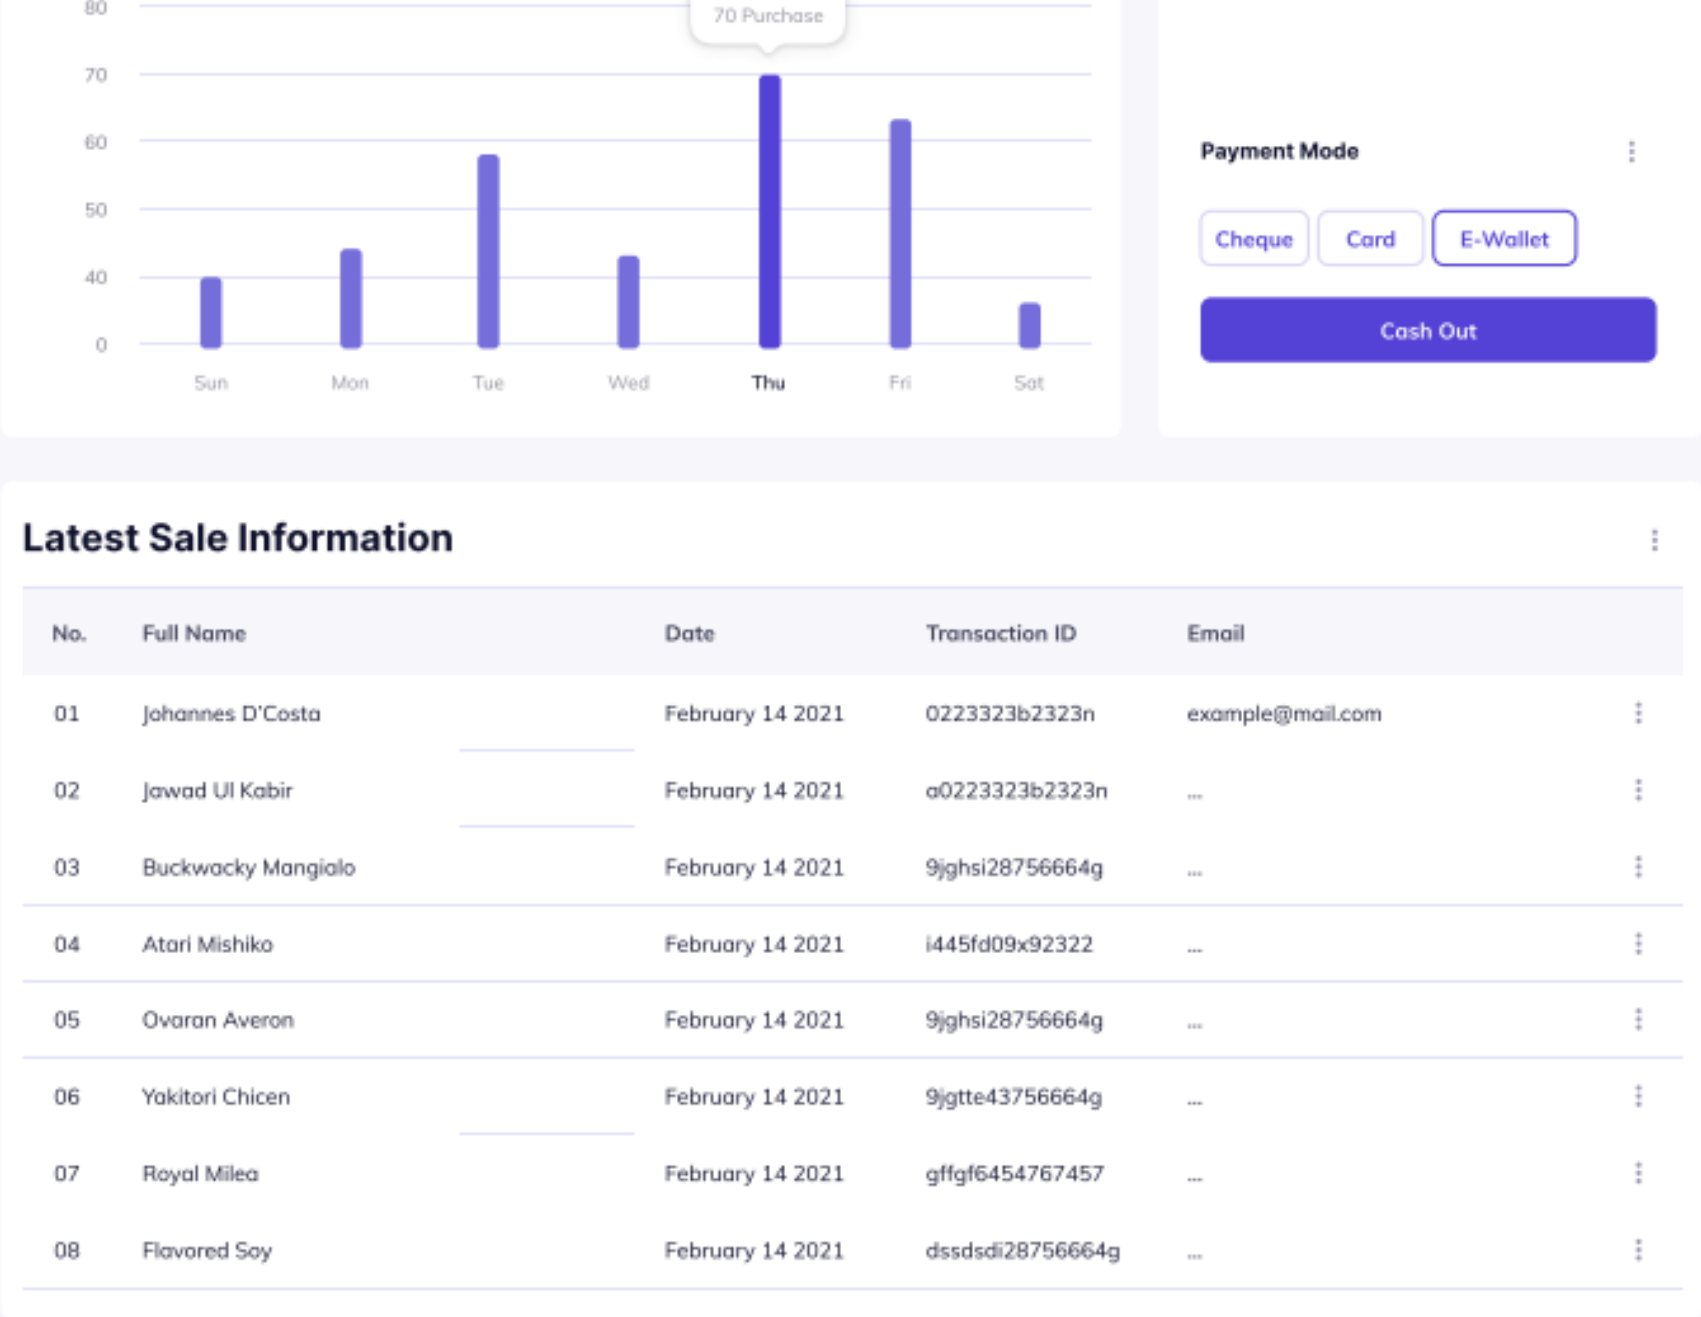 80
70 Purchase
70
60
50
40
0
Sun Mon Tue Wed Thu Fri Sat
Payment Mode
Cheque Card E-Wallet
Cash Out
Latest Sale Information
No. Full Name Date Transaction ID Email
01 Johannes D'Costa February 14 2021 0223323b2323n example@mail.com
02 Jawad Ul Kabir February 14 2021 a0223323b2323n ...
03 Buckwacky Mangialo February 14 2021 9jghsi28756664g ...
04 Atari Mishiko February 14 2021 i445fd09x92322 ...
05 Ovaran Averon February 14 2021 9jghsi28756664g ...
06 Yakitori Chicen February 14 2021 9jgtte43756664g ...
07 Royal Milea February 14 2021 gffgf6454767457 ...
08 Flavored Soy February 14 2021 dssdsdi28756664g ...